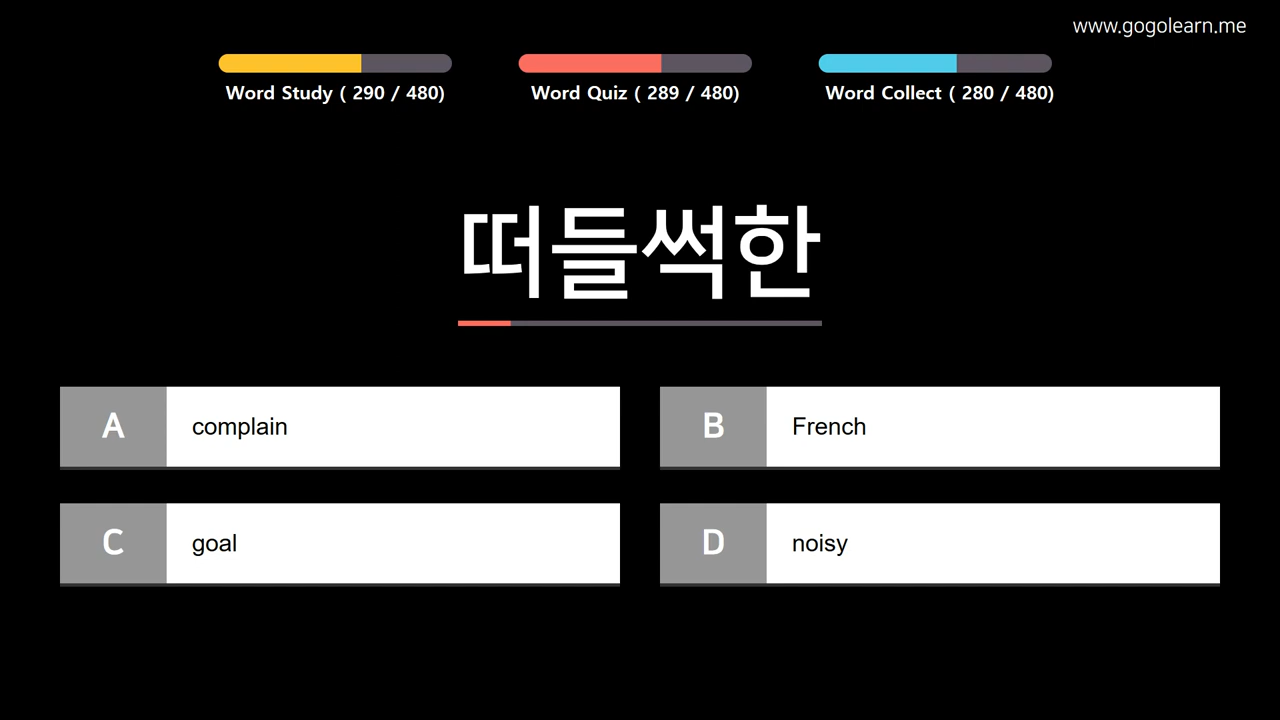 www.gogolearn.me
Word Study ( 290 / 480)
Word Quiz ( 289 / 480)
Word Collect ( 280 / 480)
떠들썩한
A complain
B French
C goal
D noisy